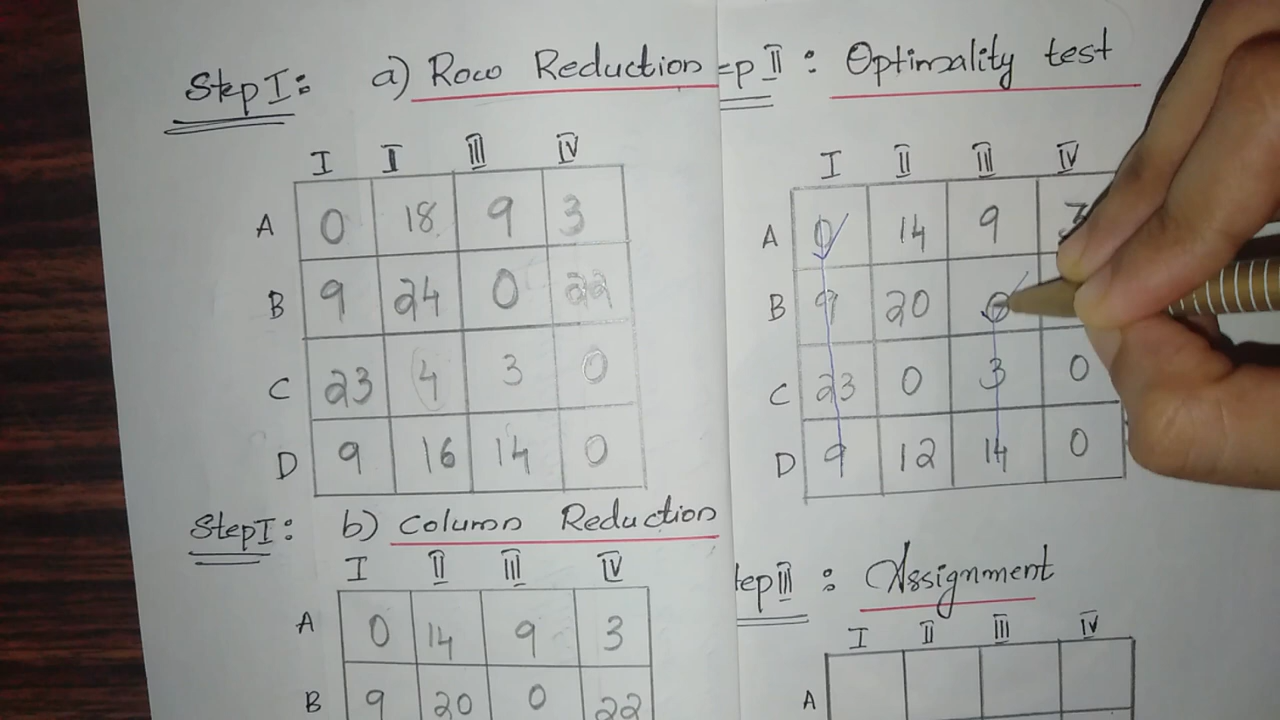 Step I: a) Row Reduction
I II III IV
A 0 18 9 3
B 9 24 0 22
C 23 4 3 0
D 9 16 14 0
Step I: b) Column Reduction
I II III IV
A 0 14 9 3
B 9 20 0 22
ep II : Optimality test
I II III IV
A 0 14 9 3
B 9 20 0
C 23 0 3 0
D 9 12 14 0
tep III : Assignment
I II III IV
A